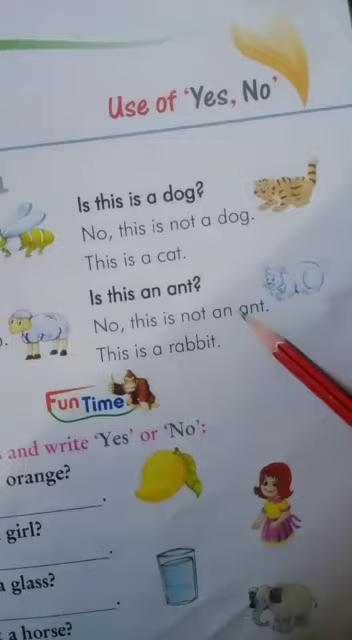 Use of 'Yes, No'
Is this is a dog?
No, this is not a dog.
This is a cat.
Is this an ant?
No, this is not an ant.
This is a rabbit.
Fun Time
and write 'Yes' or 'No':
orange?
girl?
a glass?
a horse?